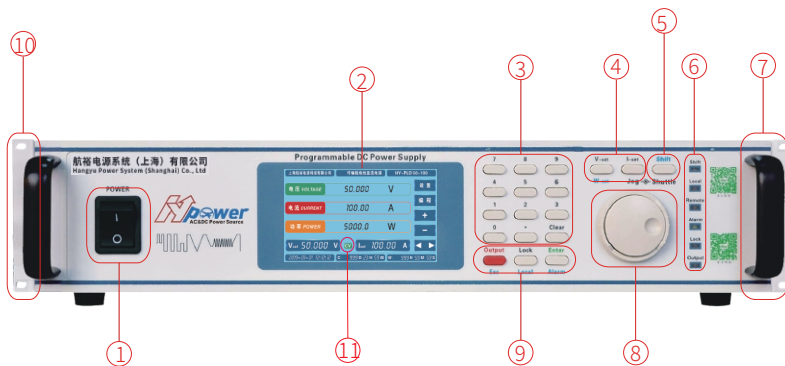 ⑩
②
③
④
⑤
⑥
⑦
航裕电源系统（上海）有限公司
Hangyu Power System (Shanghai) Co., Ltd
Programmable DC Power Supply
POWER
I
O
Hpower
AC&DC Power Source
电压 VOLTAGE 50.000 V
电流 CURRENT 100.00 A
功率 POWER 5000.0 W
+
−
50.000 V
100.00 A
7 8 9
4 5 6
1 2 3
0 . Clear
Output Lock Enter
Esc Local Alarm
V-set I-set Shift
W-set Jog Shuttle
Shift
Local
Remote
Alarm
Lock
Output
①
⑪
⑨
⑧